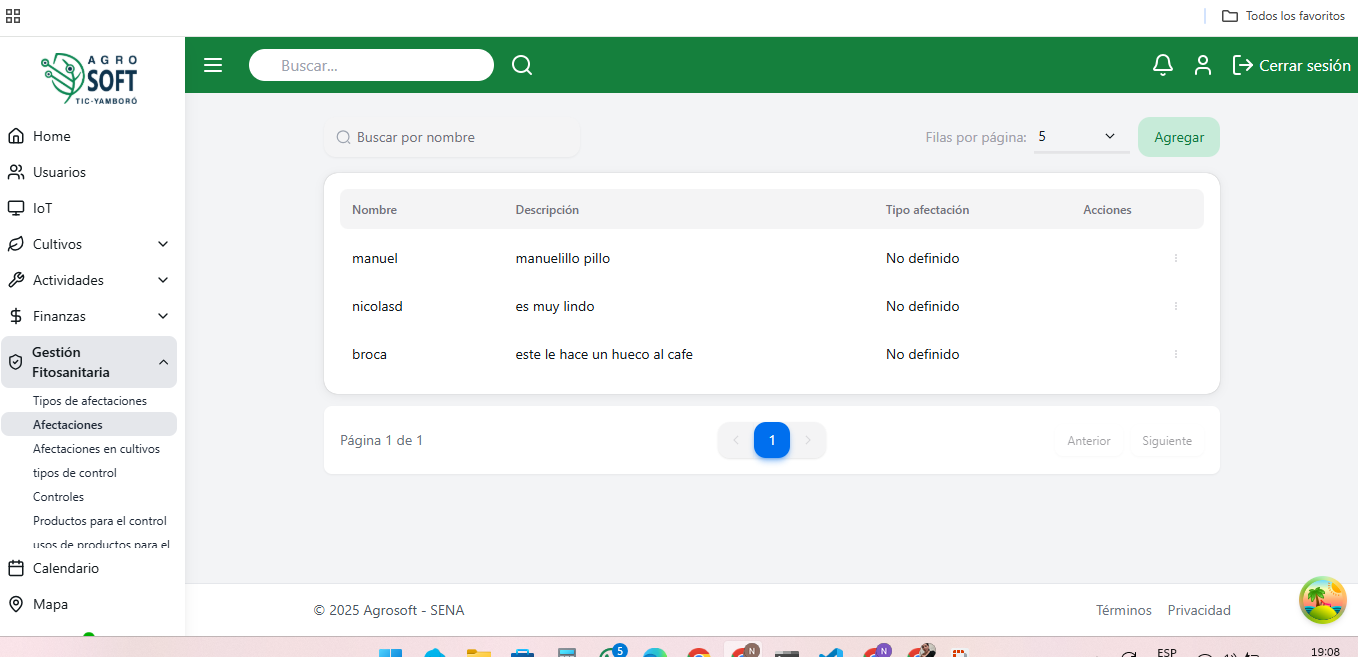 Todos los favoritos
AGRO
SOFT
TIC-YAMBORÓ
Buscar...
Cerrar sesión
Home
Usuarios
IoT
Cultivos
Actividades
Finanzas
Gestión
Fitosanitaria
Tipos de afectaciones
Afectaciones
Afectaciones en cultivos
tipos de control
Controles
Productos para el control
usos de productos para el
Calendario
Mapa
Buscar por nombre
Filas por página: 5
Agregar
Nombre Descripción Tipo afectación Acciones
manuel manuelillo pillo No definido
nicolasd es muy lindo No definido
broca este le hace un hueco al cafe No definido
Página 1 de 1
1
Anterior Siguiente
© 2025 Agrosoft - SENA
Términos Privacidad
5
N
N
ESP
19:08